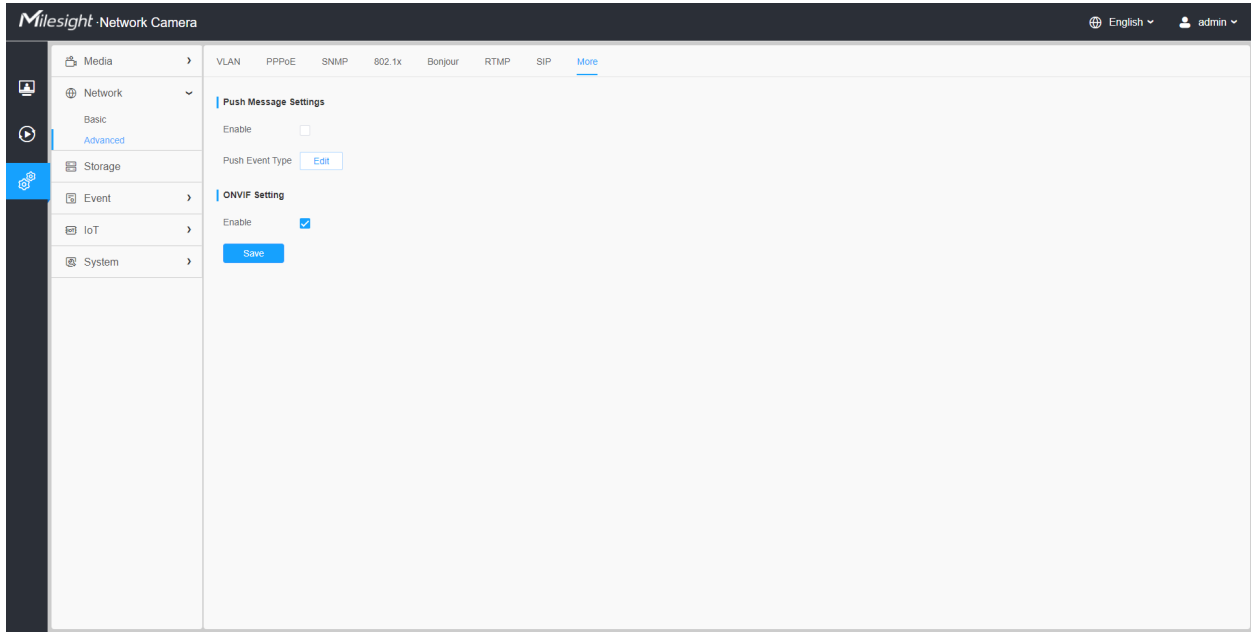 Milesight·Network Camera
English
admin
Media
Network
Basic
Advanced
Storage
Event
IoT
System
VLAN PPPoE SNMP 802.1x Bonjour RTMP SIP More
Push Message Settings
Enable
Push Event Type Edit
ONVIF Setting
Enable
Save